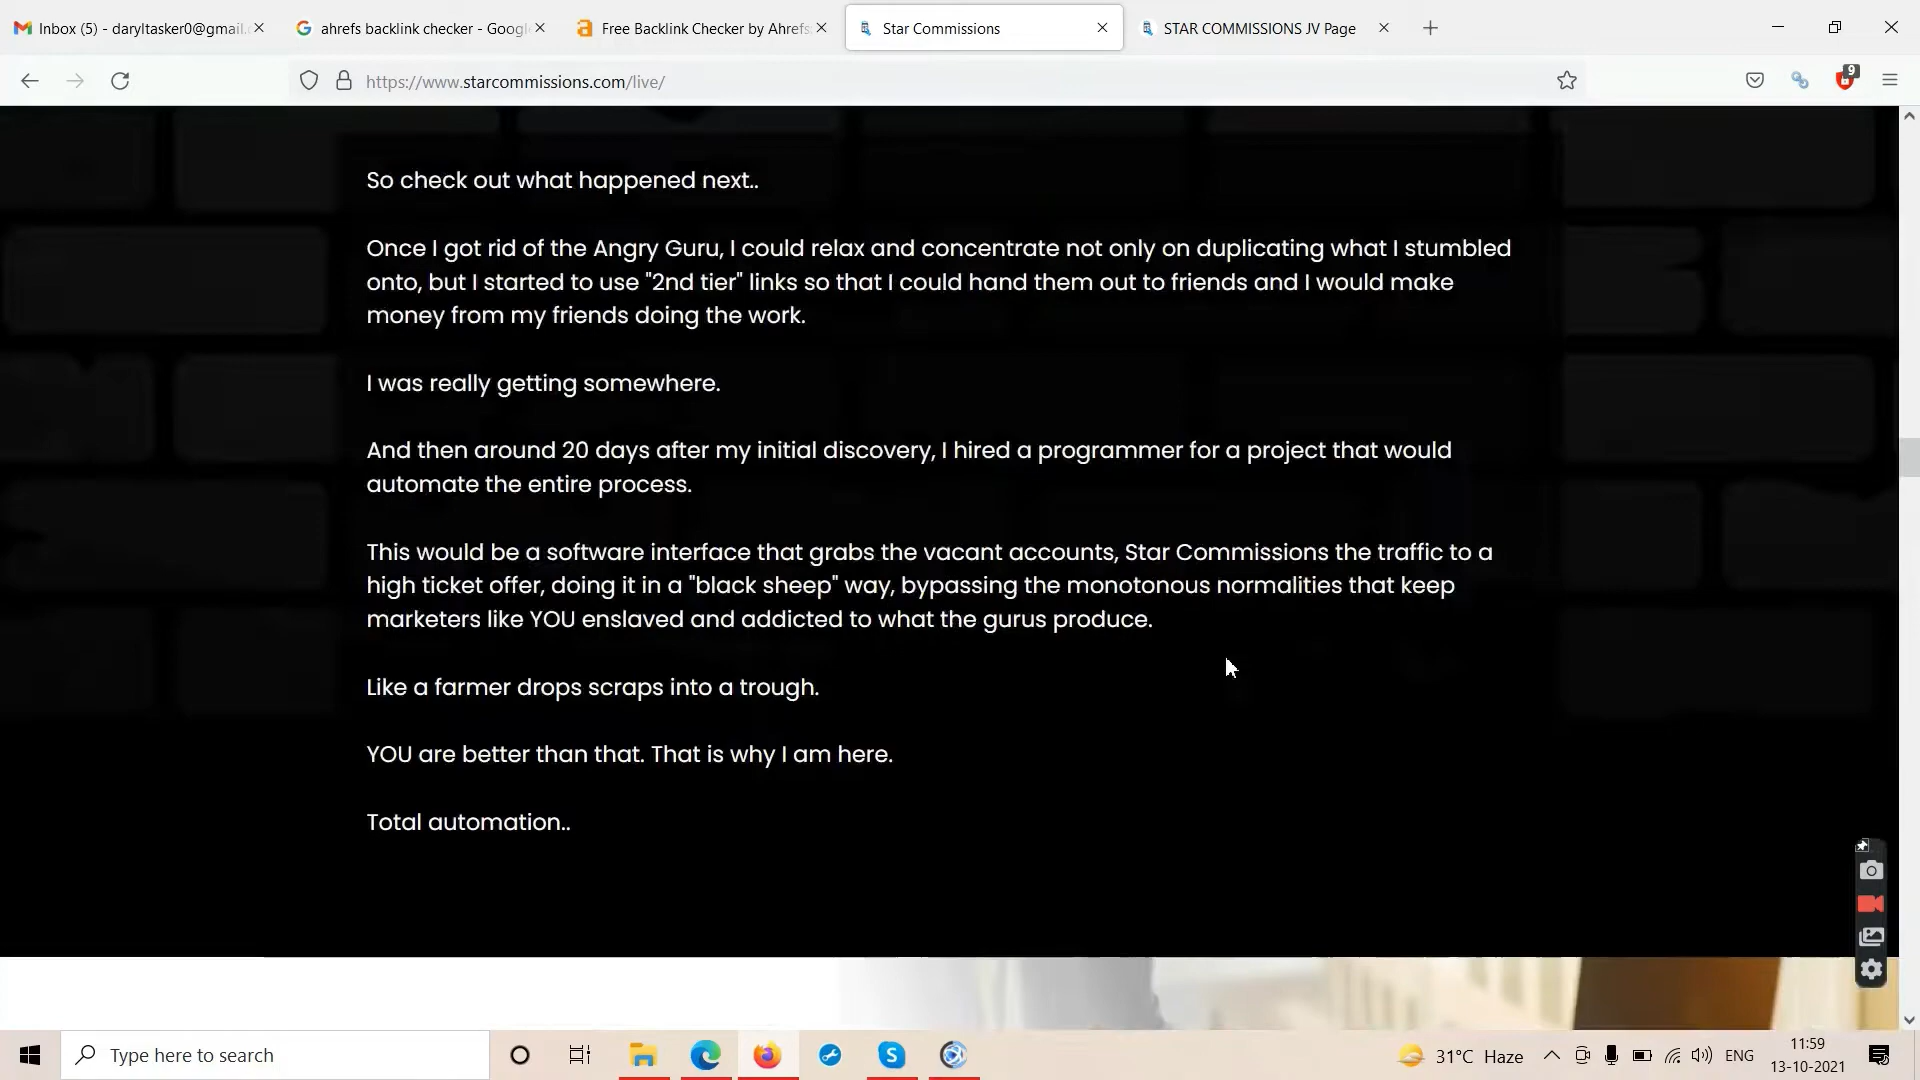 Inbox (5) - daryltasker0@gmail.
ahrefs backlink checker - Googl
Free Backlink Checker by Ahrefs
Star Commissions
STAR COMMISSIONS JV Page
https://www.starcommissions.com/live/
9
So check out what happened next..
Once I got rid of the Angry Guru, I could relax and concentrate not only on duplicating what I stumbled
onto, but I started to use "2nd tier" links so that I could hand them out to friends and I would make
money from my friends doing the work.
I was really getting somewhere.
And then around 20 days after my initial discovery, I hired a programmer for a project that would
automate the entire process.
This would be a software interface that grabs the vacant accounts, Star Commissions the traffic to a
high ticket offer, doing it in a "black sheep" way, bypassing the monotonous normalities that keep
marketers like YOU enslaved and addicted to what the gurus produce.
Like a farmer drops scraps into a trough.
YOU are better than that. That is why I am here.
Total automation..
Type here to search
31°C Haze
ENG
11:59
13-10-2021